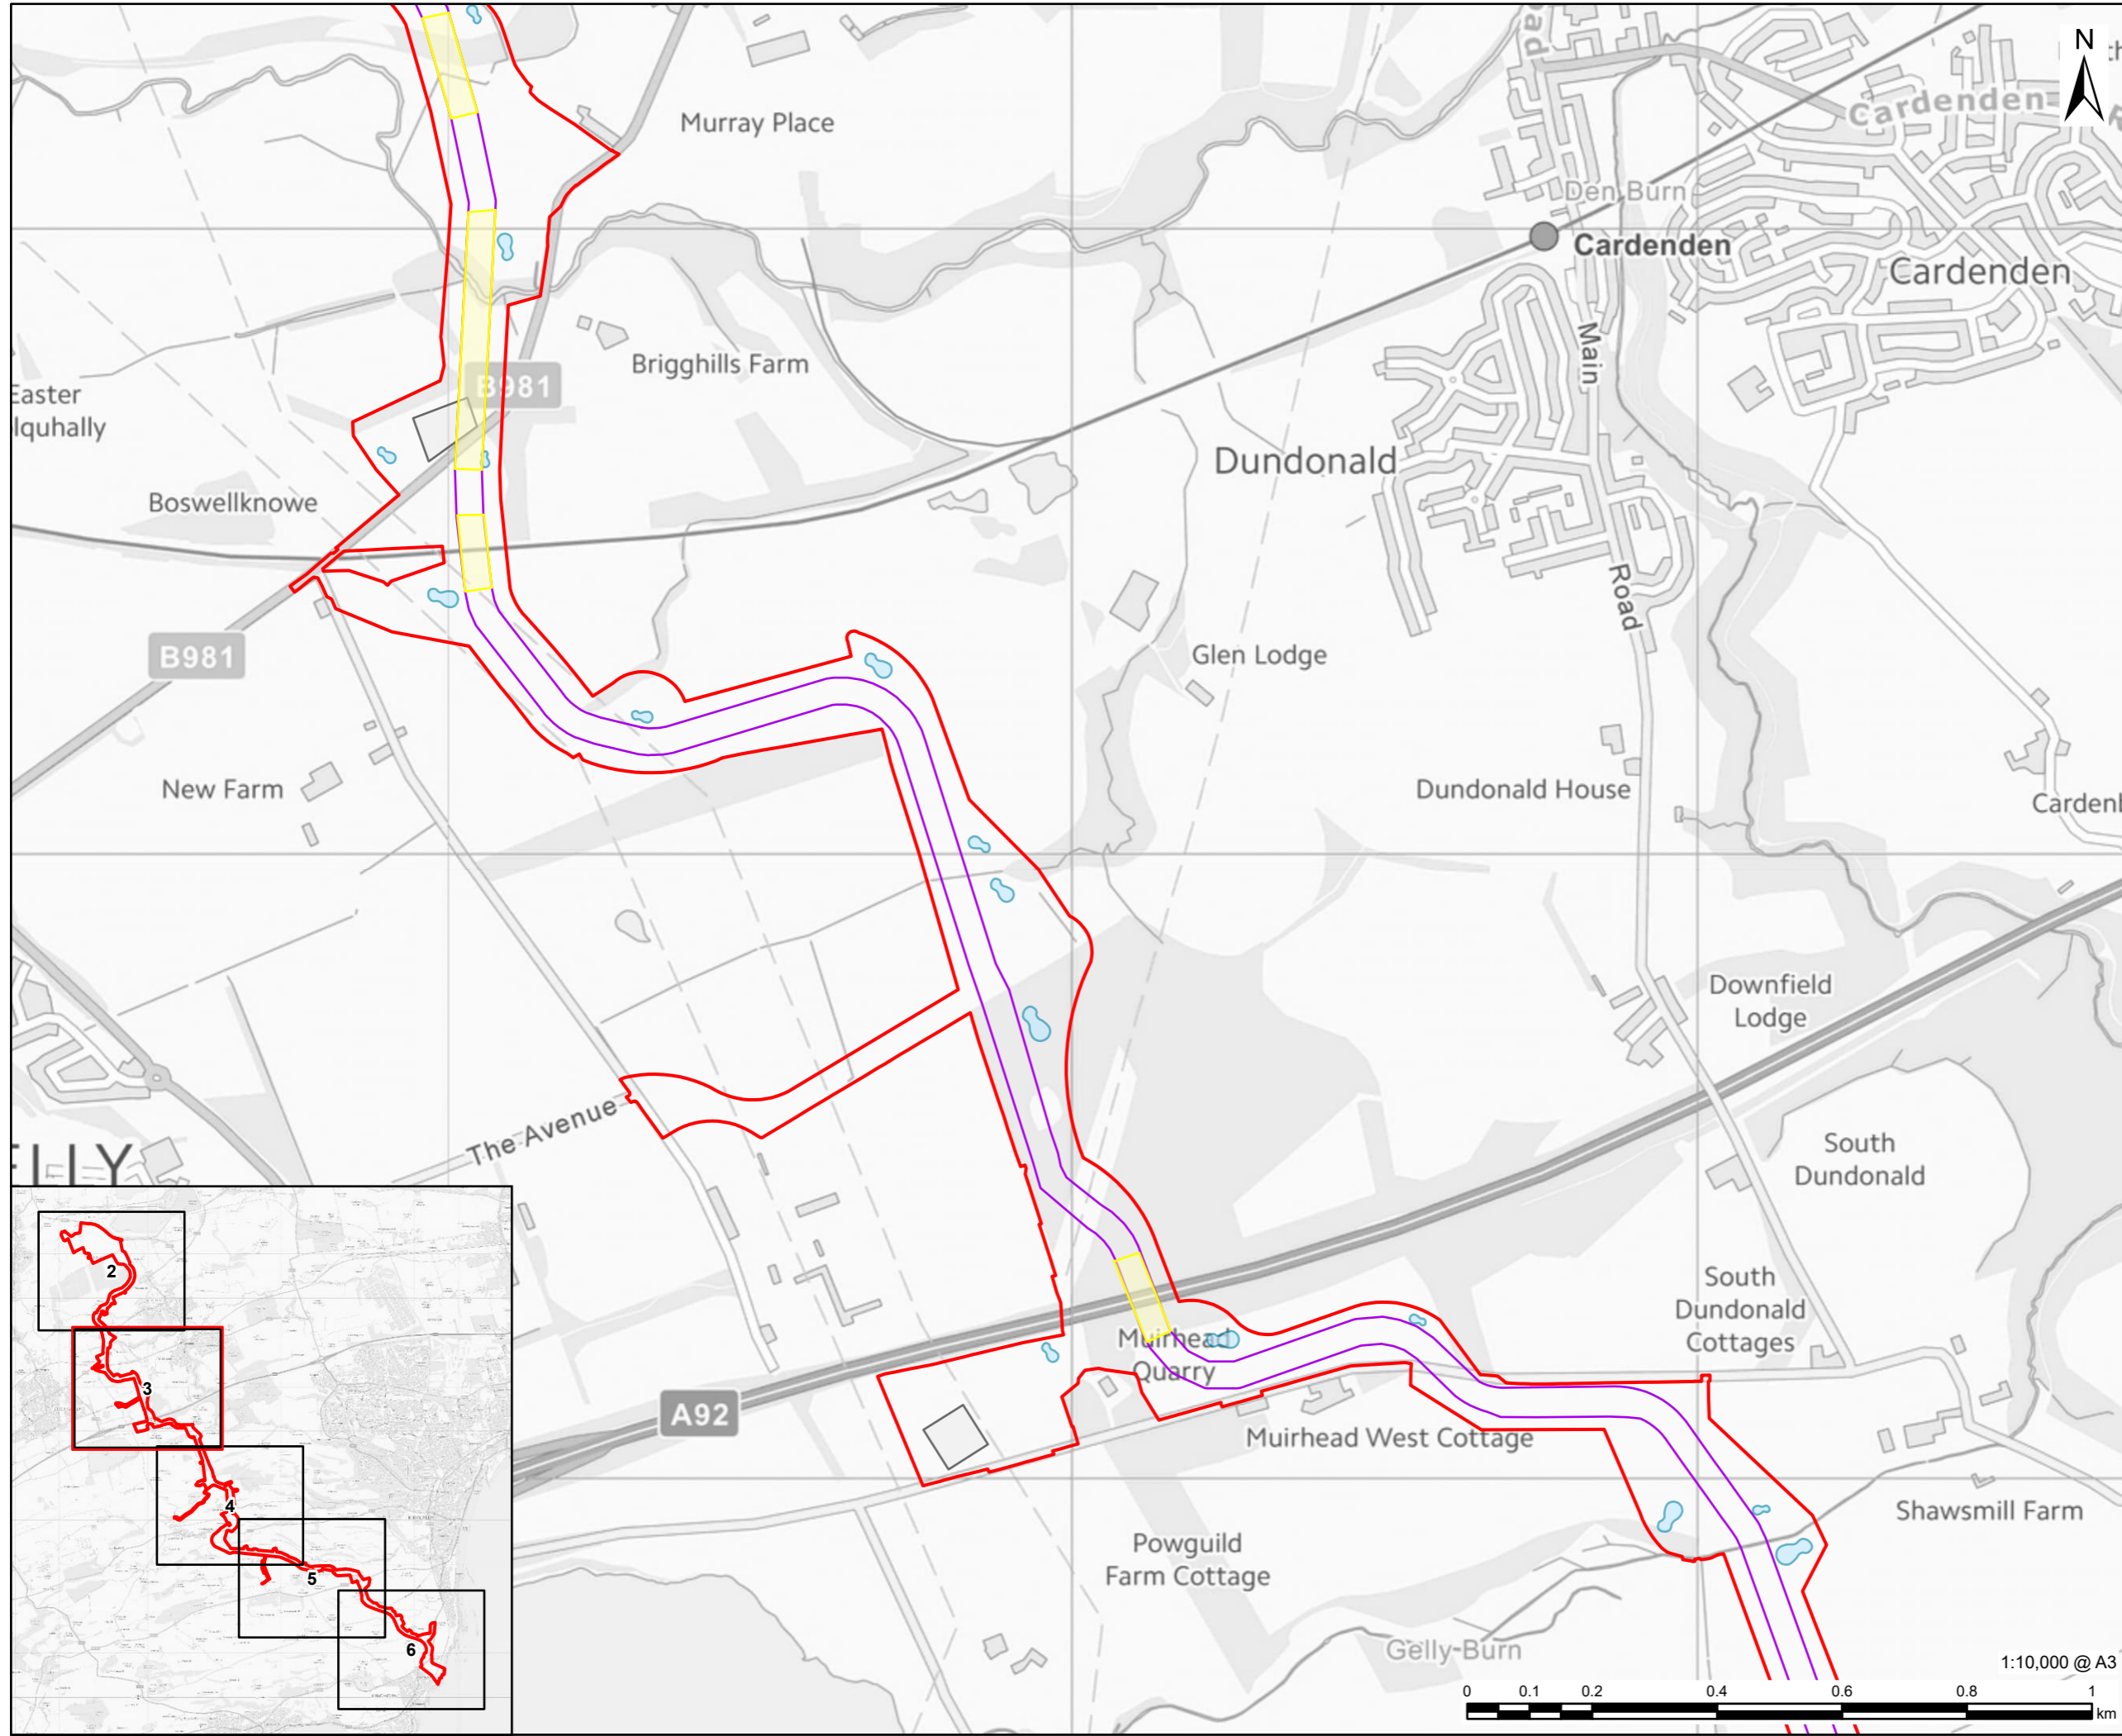 N
Murray Place
Cardenden
Den Burn
Cardenden
Cardenden
Main
B981
Brigghills Farm
Easter
Dundonald
Boswellknowe
Road
B981
Glen Lodge
New Farm
Dundonald House
Downfield
Lodge
The Avenue
South
Dundonald
South
Dundonald
Cottages
Muirhead
Quarry
A92
Muirhead West Cottage
Shawsmill Farm
Powguild
Farm Cottage
Gelly Burn
2
3
4
5
6
1:10,000 @ A3
0 0.1 0.2 0.4 0.6 0.8 1
km